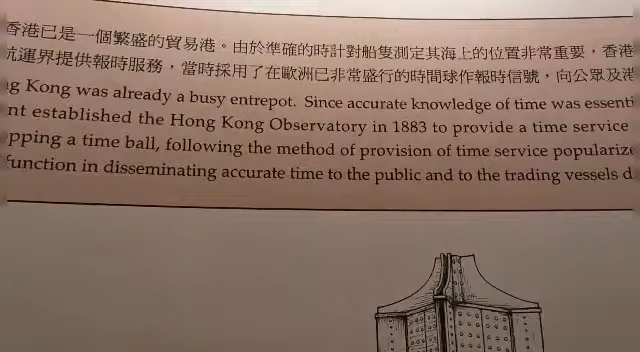 香港已是一個繁盛的貿易港。由於準確的時計對船隻測定其海上的位置非常重要，香港
航運界提供報時服務，當時採用了在歐洲已非常盛行的時間球作報時信號，向公眾及港
ng Kong was already a busy entrepot. Since accurate knowledge of time was essenti
nt established the Hong Kong Observatory in 1883 to provide a time service
pping a time ball, following the method of provision of time service popularize
function in disseminating accurate time to the public and to the trading vessels d